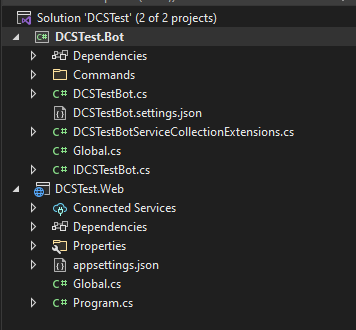 Solution 'DCSTest' (2 of 2 projects)
DCSTest.Bot
Dependencies
Commands
C# DCSTestBot.cs
DCSTestBot.settings.json
C# DCSTestBotServiceCollectionExtensions.cs
C# Global.cs
C# IDCSTestBot.cs
DCSTest.Web
Connected Services
Dependencies
Properties
appsettings.json
C# Global.cs
C# Program.cs